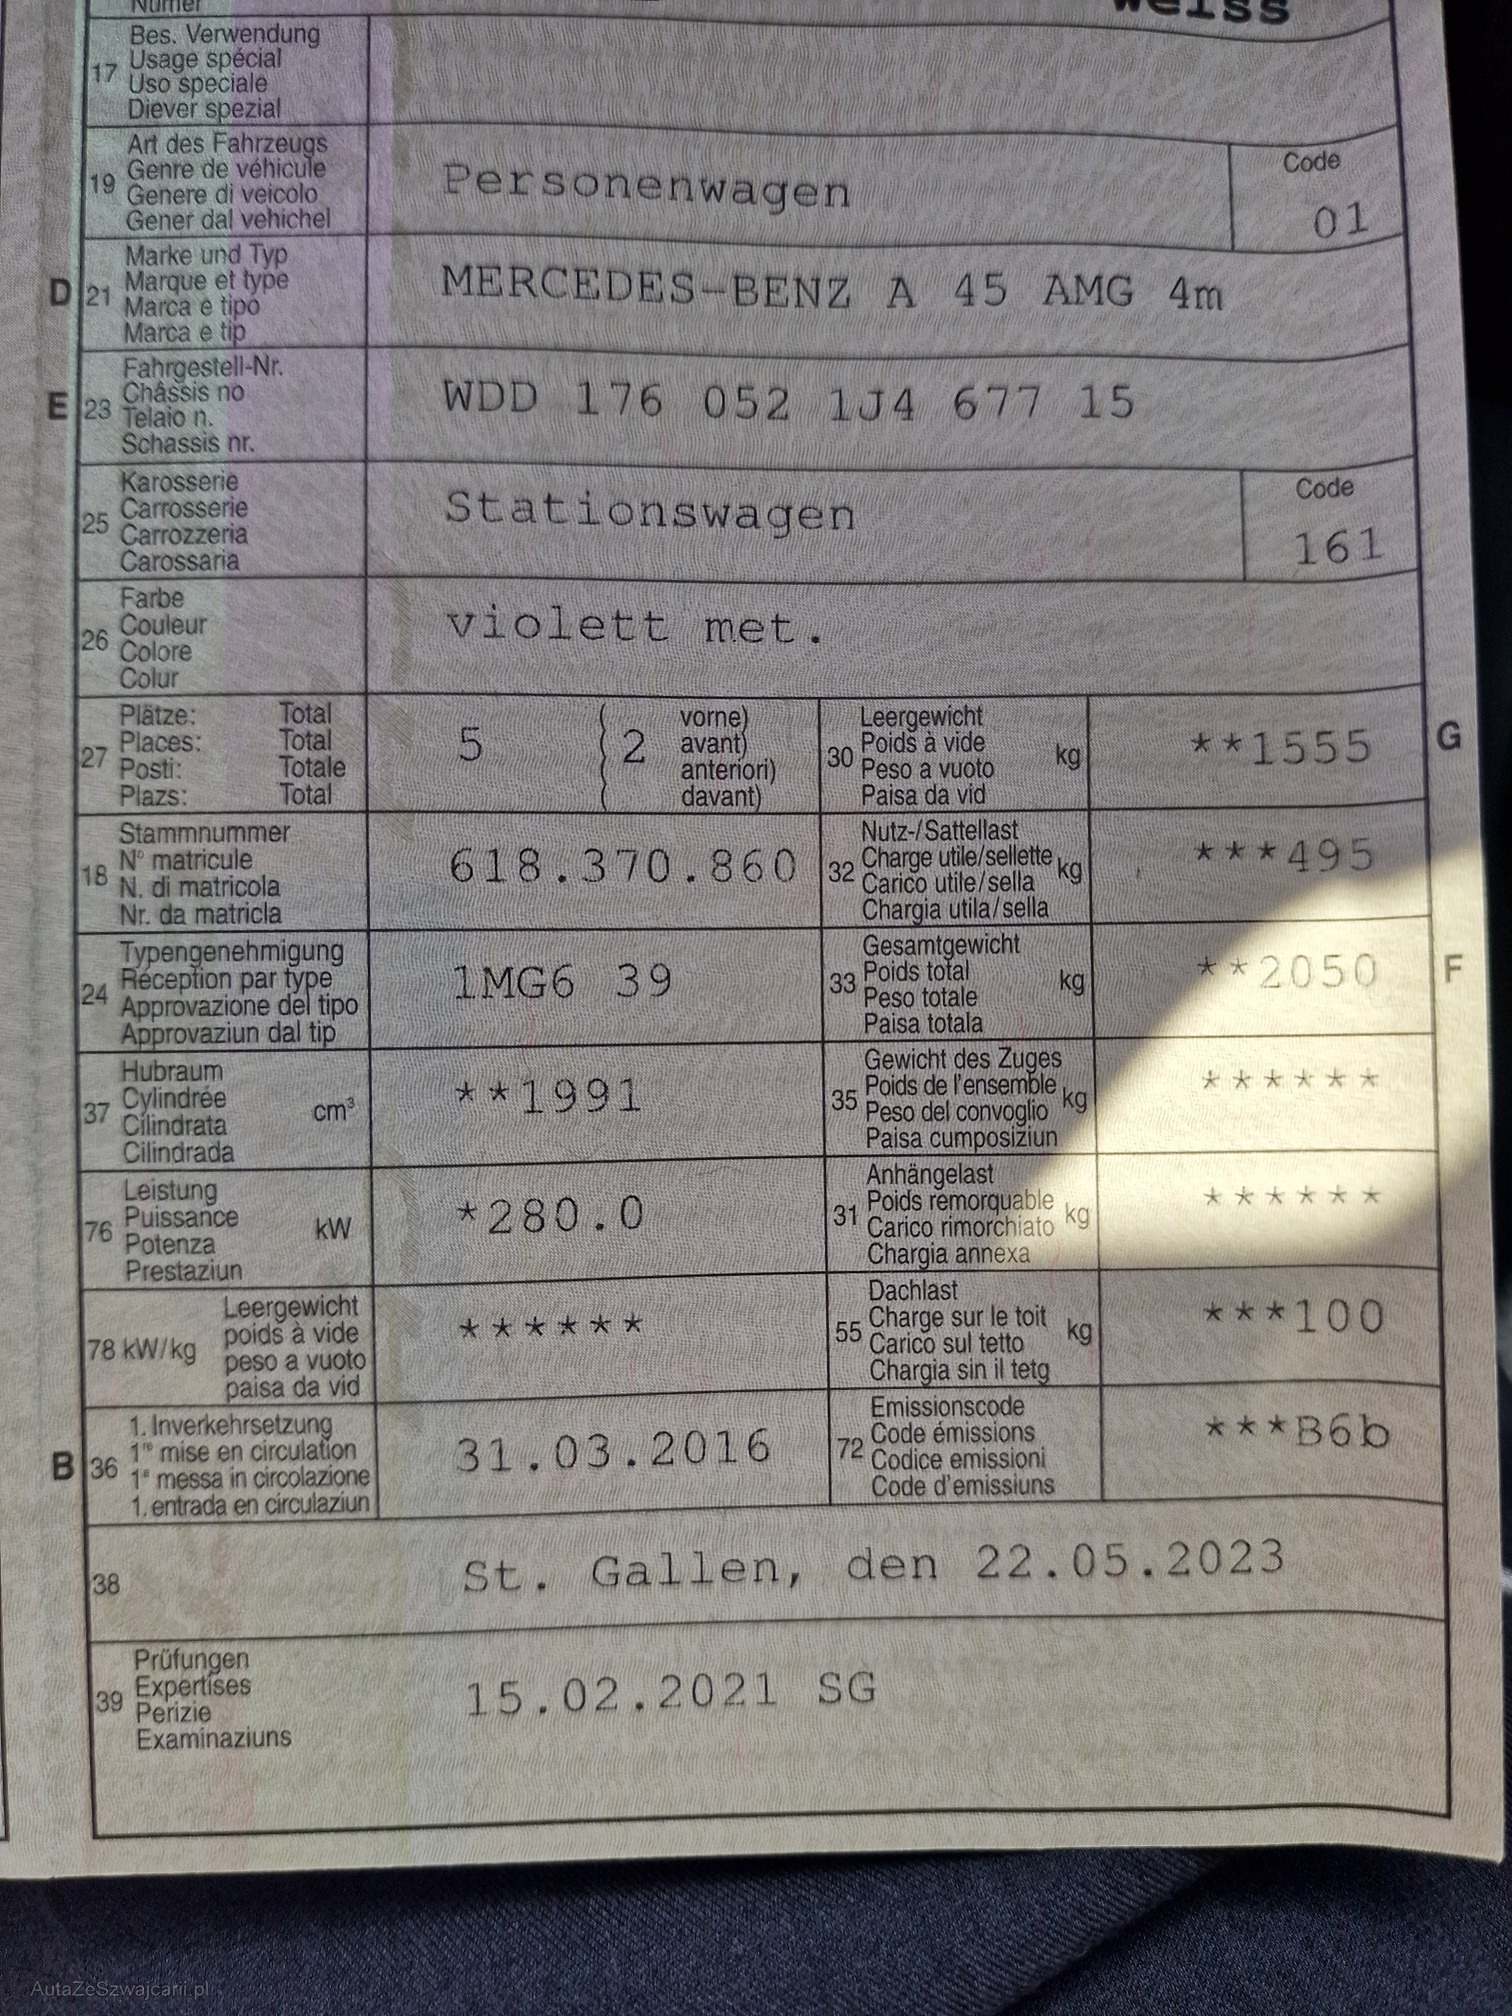 Numer
weiss
17
Bes. Verwendung
Usage spécial
Uso speciale
Diever spezial
19
Art des Fahrzeugs
Genre de véhicule
Genere di veicolo
Gener dal vehichel
Personenwagen
Code
01
D
21
Marke und Typ
Marque et type
Marca e tipo
Marca e tip
MERCEDES-BENZ A 45 AMG 4m
E
23
Fahrgestell-Nr.
Châssis no
Telaio n.
Schassis nr.
WDD 176 052 1J4 677 15
25
Karosserie
Carrosserie
Carrozzeria
Carossaria
Stationswagen
Code
161
26
Farbe
Couleur
Colore
Colur
violett met.
27
Plätze: Total
Places: Total
Posti: Totale
Plazs: Total
5
2
vorne)
avant)
anteriori)
davant)
30
Leergewicht
Poids à vide
Peso a vuoto
Paisa da vid
kg
**1555
G
18
Stammnummer
N° matricule
N. di matricola
Nr. da matricla
618.370.860
32
Nutz-/Sattellast
Charge utile/sellette
Carico utile/sella
Chargia utila/sella
kg
***495
24
Typengenehmigung
Réception par type
Approvazione del tipo
Approvaziun dal tip
1MG6 39
33
Gesamtgewicht
Poids total
Peso totale
Paisa totala
kg
**2050
F
37
Hubraum
Cylindrée
Cilindrata
Cilindrada
cm³
**1991
35
Gewicht des Zuges
Poids de l'ensemble
Peso del convoglio
Paisa cumposiziun
kg
******
76
Leistung
Puissance
Potenza
Prestaziun
kW
*280.0
31
Anhängelast
Poids remorquable
Carico rimorchiato
Chargia annexa
kg
******
78 kW/kg
Leergewicht
poids à vide
peso a vuoto
paisa da vid
******
55
Dachlast
Charge sur le toit
Carico sul tetto
Chargia sin il tetg
kg
***100
B
36
1. Inverkehrsetzung
1re mise en circulation
1a messa in circolazione
1. entrada en circulaziun
31.03.2016
72
Emissionscode
Code émissions
Codice emissioni
Code d'emissiuns
***B6b
38
St. Gallen, den 22.05.2023
39
Prüfungen
Expertises
Perizie
Examinaziuns
15.02.2021 SG
AutaZeSzwajcarii.pl